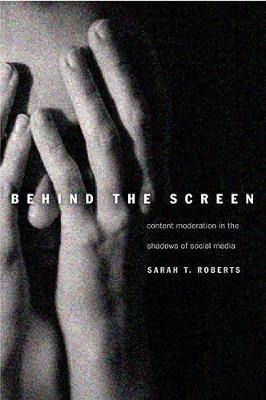 BEHIND THE SCREEN
content moderation in the
shadows of social media
SARAH T. ROBERTS